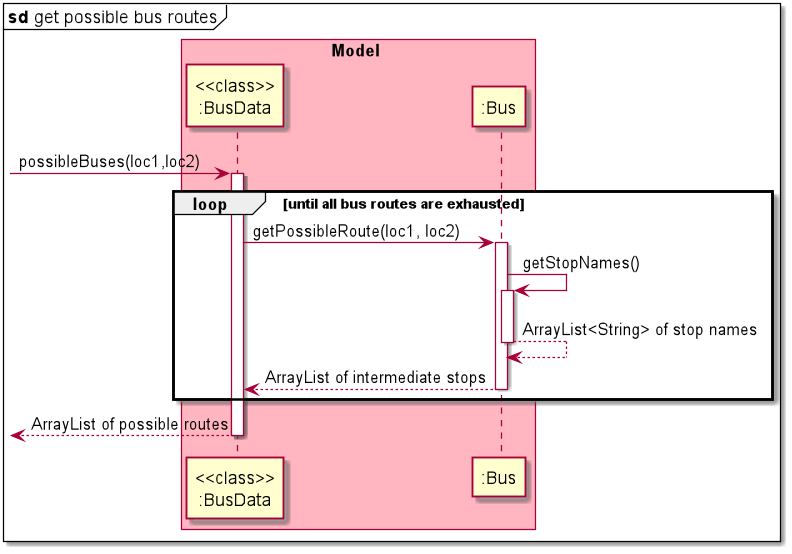 sd get possible bus routes
Model
<<class>>
:BusData
:Bus
possibleBuses(loc1,loc2)
loop
[until all bus routes are exhausted]
getPossibleRoute(loc1, loc2)
getStopNames()
ArrayList<String> of stop names
ArrayList of intermediate stops
ArrayList of possible routes
<<class>>
:BusData
:Bus